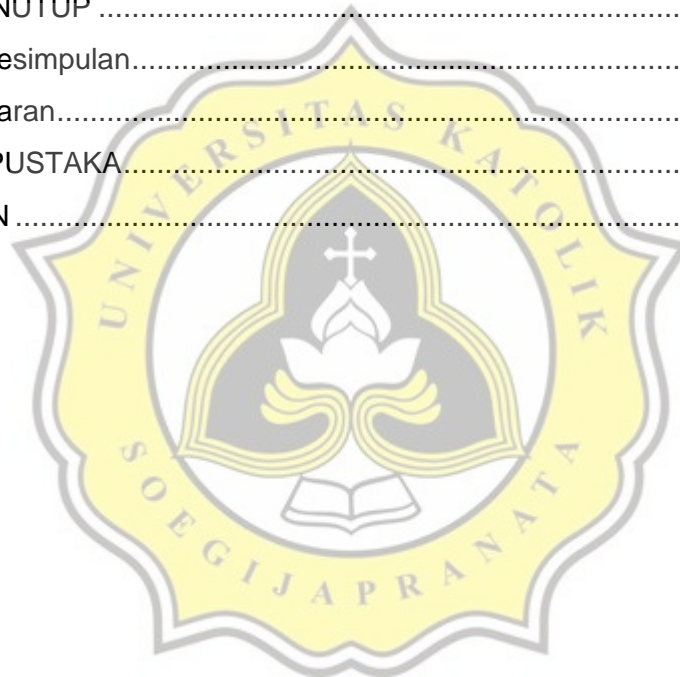 NUTUP ................................................................................
esimpulan................................................................................
aran................................................................................
PUSTAKA................................................................................
N ................................................................................
UNIVERSITAS KATOLIK
SOEGIJAPRANATA